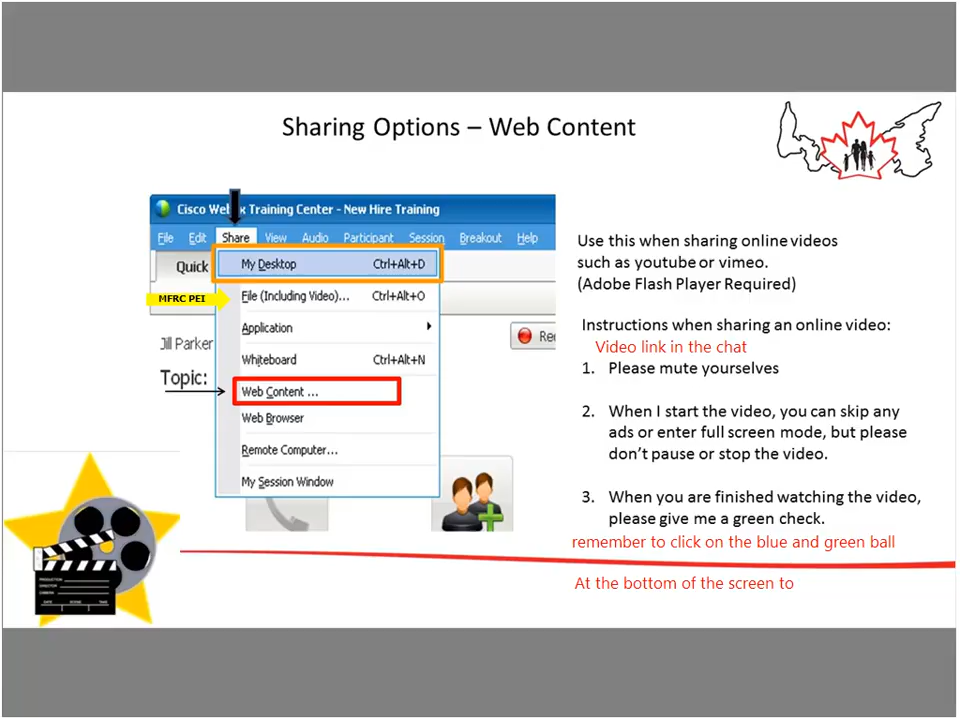 Sharing Options – Web Content
Cisco Web x Training Center - New Hire Training
File Edit Share View Audio Participant Session Breakout Help
Quick
My Desktop Ctrl+Alt+D
MFRC PEI
File (Including Video)... Ctrl+Alt+O
Application
Jill Parker
Whiteboard Ctrl+Alt+N
Topic:
Web Content ...
Web Browser
Remote Computer...
My Session Window
Use this when sharing online videos
such as youtube or vimeo.
(Adobe Flash Player Required)
Instructions when sharing an online video:
Video link in the chat
1. Please mute yourselves
2. When I start the video, you can skip any
ads or enter full screen mode, but please
don't pause or stop the video.
3. When you are finished watching the video,
please give me a green check.
remember to click on the blue and green ball
At the bottom of the screen to
PRODUCTION
DIRECTOR
CAMERA
DATE SCENE TAKE